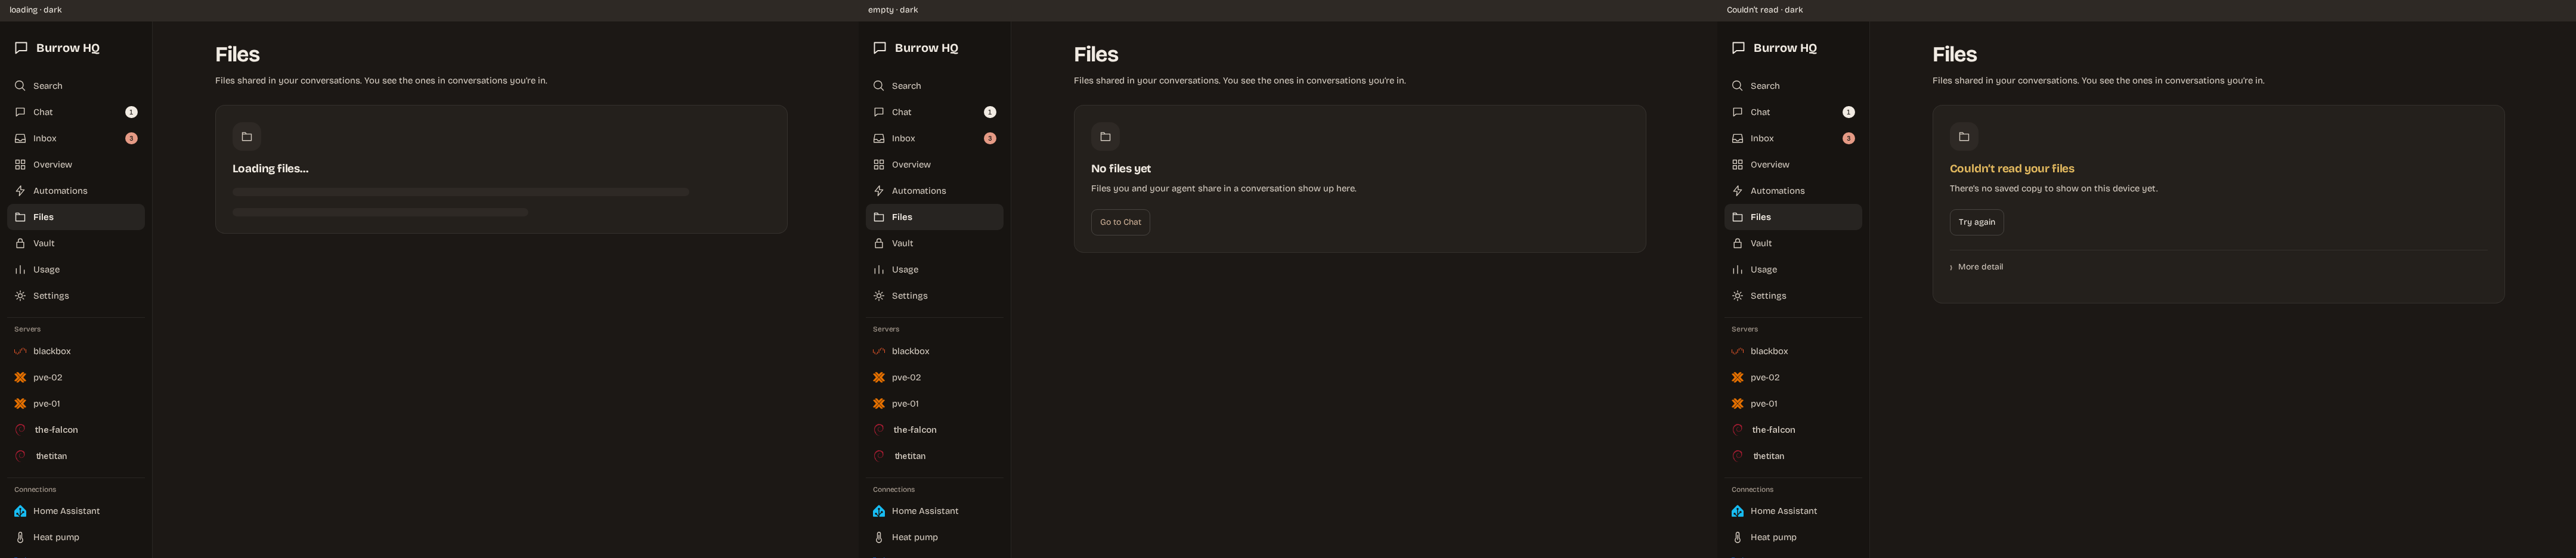 loading · dark
Burrow HQ
Search
Chat 1
Inbox 3
Overview
Automations
Files
Vault
Usage
Settings
Servers
blackbox
pve-02
pve-01
the-falcon
thetitan
Connections
Home Assistant
Heat pump
Files
Files shared in your conversations. You see the ones in conversations you're in.
Loading files...
empty · dark
Burrow HQ
Search
Chat 1
Inbox 3
Overview
Automations
Files
Vault
Usage
Settings
Servers
blackbox
pve-02
pve-01
the-falcon
thetitan
Connections
Home Assistant
Heat pump
Files
Files shared in your conversations. You see the ones in conversations you're in.
No files yet
Files you and your agent share in a conversation show up here.
Go to Chat
Couldn't read · dark
Burrow HQ
Search
Chat 1
Inbox 3
Overview
Automations
Files
Vault
Usage
Settings
Servers
blackbox
pve-02
pve-01
the-falcon
thetitan
Connections
Home Assistant
Heat pump
Files
Files shared in your conversations. You see the ones in conversations you're in.
Couldn't read your files
There's no saved copy to show on this device yet.
Try again
More detail